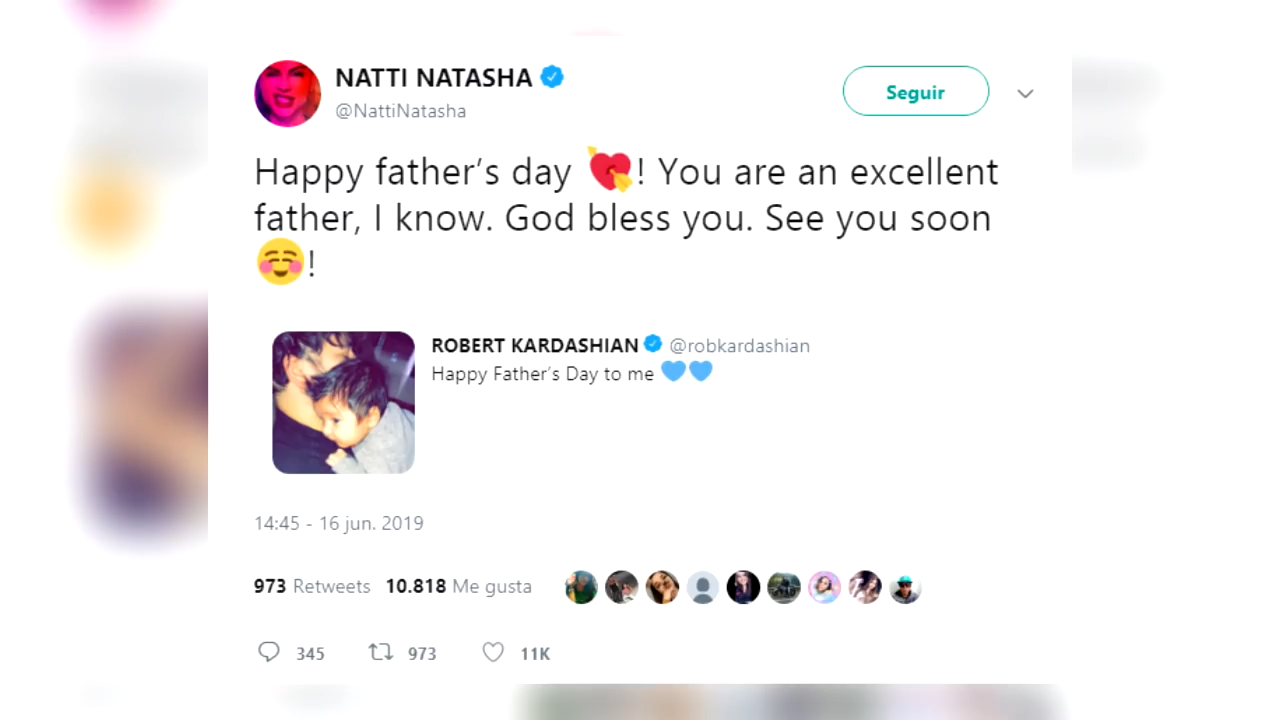 NATTI NATASHA
@NattiNatasha
Seguir
Happy father’s day 💘! You are an excellent
father, I know. God bless you. See you soon
☺️!
ROBERT KARDASHIAN @robkardashian
Happy Father’s Day to me 💙💙
14:45 - 16 jun. 2019
973 Retweets 10.818 Me gusta
345 973 11K